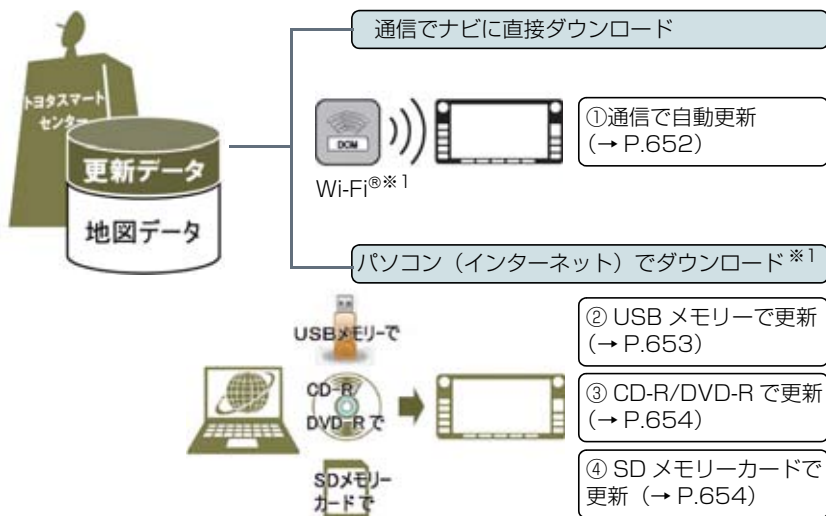 通信でナビに直接ダウンロード
トヨタスマート
センター
更新データ
地図データ
DCM
Wi-Fi®※1
①通信で自動更新
(→ P.652)
パソコン(インターネット)でダウンロード※1
USBメモリーで
② USB メモリーで更新
(→ P.653)
CD-R/
DVD-R で
③ CD-R/DVD-R で更新
(→ P.654)
SDメモリー
カードで
④ SD メモリーカードで
更新(→ P.654)